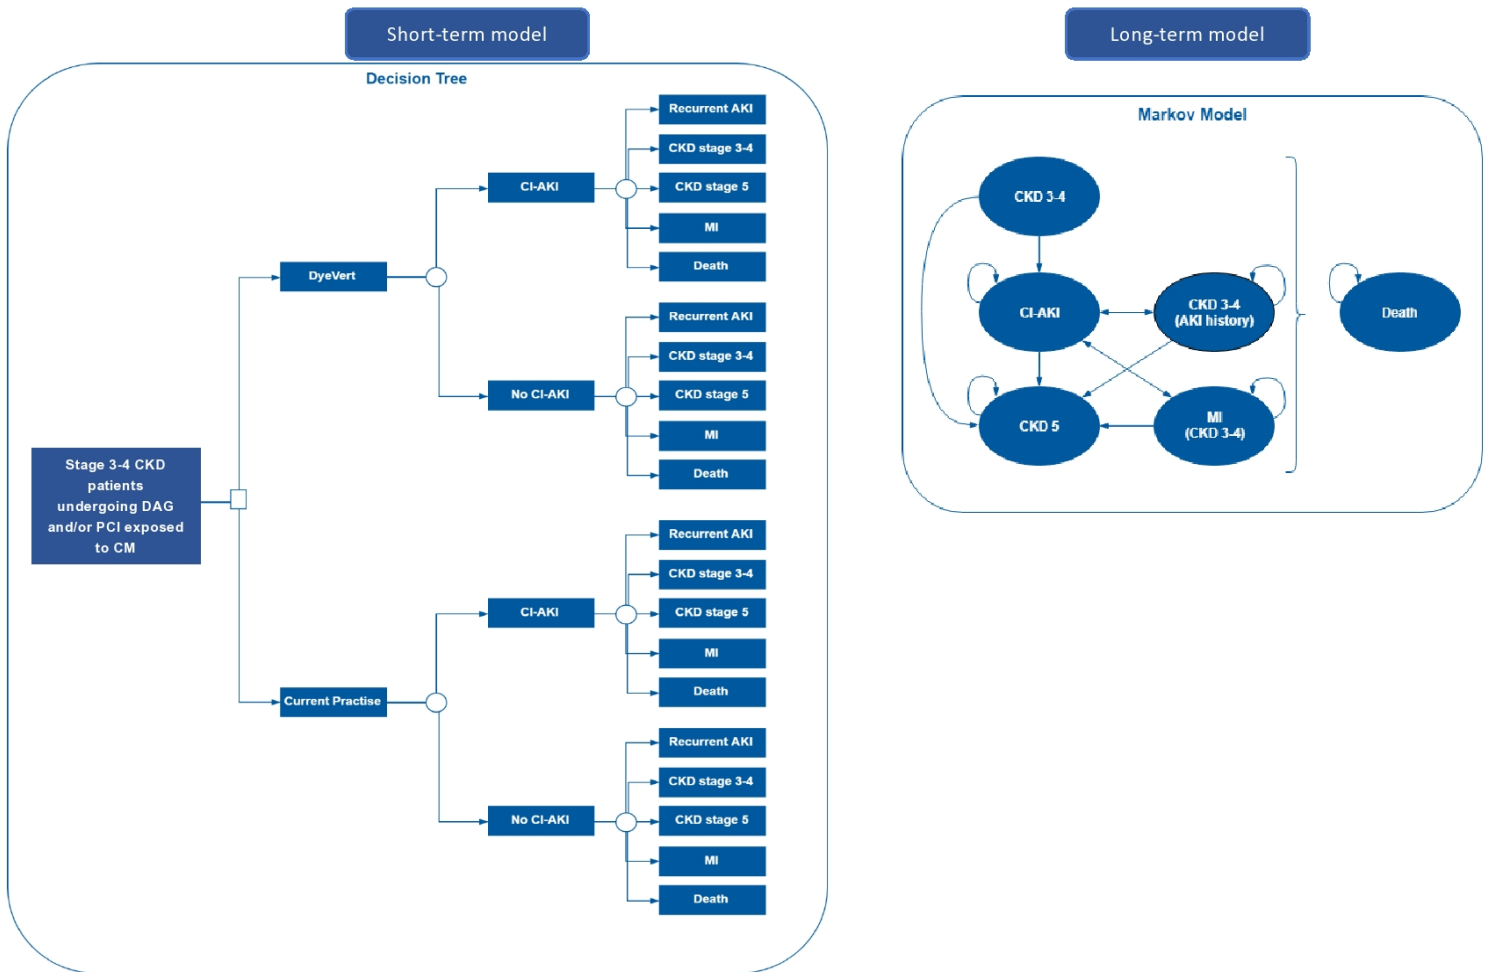 Short-term model
Decision Tree
Stage 3-4 CKD
patients
undergoing DAG
and/or PCI exposed
to CM
DyeVert
CI-AKI
Recurrent AKI
CKD stage 3-4
CKD stage 5
MI
Death
No CI-AKI
Recurrent AKI
CKD stage 3-4
CKD stage 5
MI
Death
Current Practise
CI-AKI
Recurrent AKI
CKD stage 3-4
CKD stage 5
MI
Death
No CI-AKI
Recurrent AKI
CKD stage 3-4
CKD stage 5
MI
Death
Long-term model
Markov Model
CKD 3-4
CI-AKI
CKD 3-4
(AKI history)
Death
CKD 5
MI
(CKD 3-4)